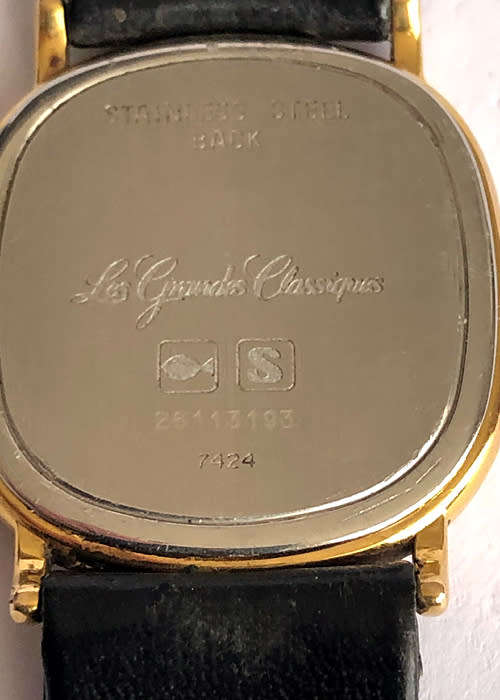 STAINLESS STEEL
BACK
Les Grandes Classiques
S
26113193
7424